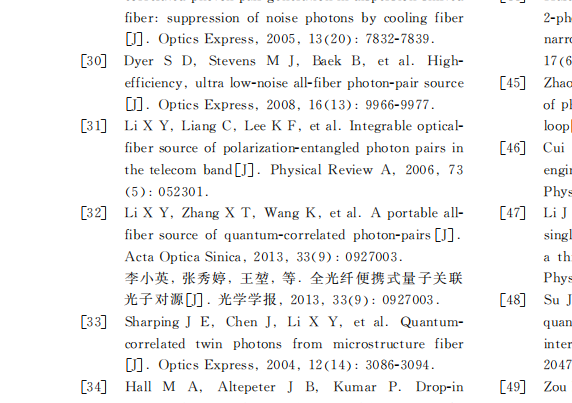 fiber: suppression of noise photons by cooling fiber
[J]. Optics Express, 2005, 13(20): 7832-7839.
[30] Dyer S D, Stevens M J, Baek B, et al. High-
efficiency, ultra low-noise all-fiber photon-pair source
[J]. Optics Express, 2008, 16(13): 9966-9977.
[31] Li X Y, Liang C, Lee K F, et al. Integrable optical-
fiber source of polarization-entangled photon pairs in
the telecom band[J]. Physical Review A, 2006, 73
(5): 052301.
[32] Li X Y, Zhang X T, Wang K, et al. A portable all-
fiber source of quantum-correlated photon-pairs[J].
Acta Optica Sinica, 2013, 33(9): 0927003.
李小英, 张秀婷, 王堃, 等. 全光纤便携式量子关联
光子对源[J]. 光学学报, 2013, 33(9): 0927003.
[33] Sharping J E, Chen J, Li X Y, et al. Quantum-
correlated twin photons from microstructure fiber
[J]. Optics Express, 2004, 12(14): 3086-3094.
[34] Hall M A, Altepeter J B, Kumar P. Drop-in
2-ph
narro
17(6
[45] Zhao
of ph
loop[
[46] Cui
engin
Phys
[47] Li J
singl
a th
Phys
[48] Su J
quan
inter
2047
[49] Zou